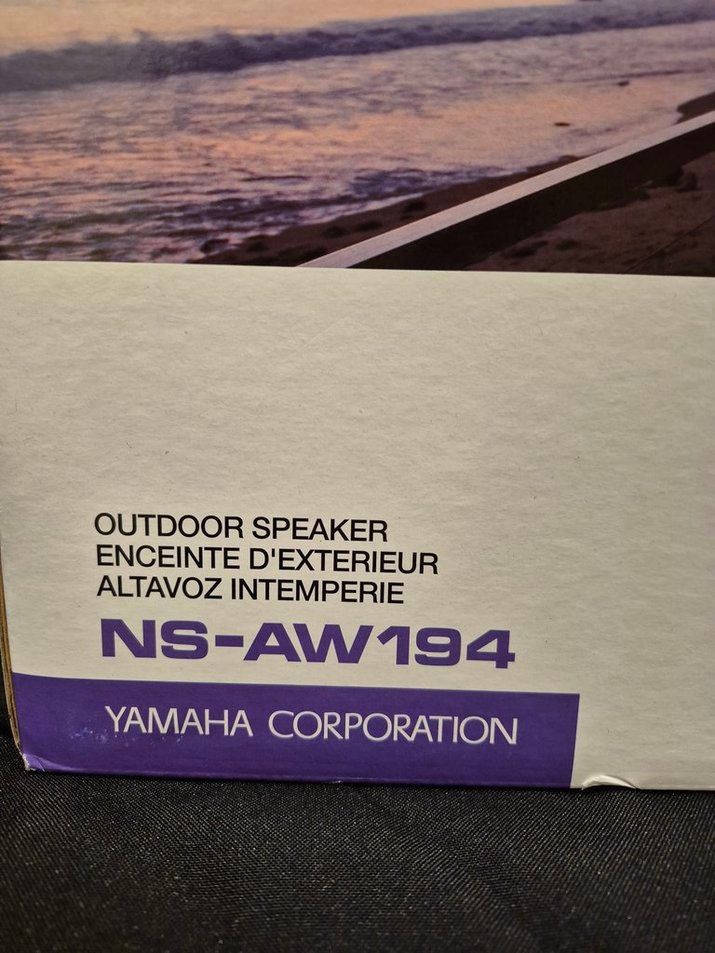 OUTDOOR SPEAKER
ENCEINTE D'EXTERIEUR
ALTAVOZ INTEMPERIE
NS-AW194
YAMAHA CORPORATION